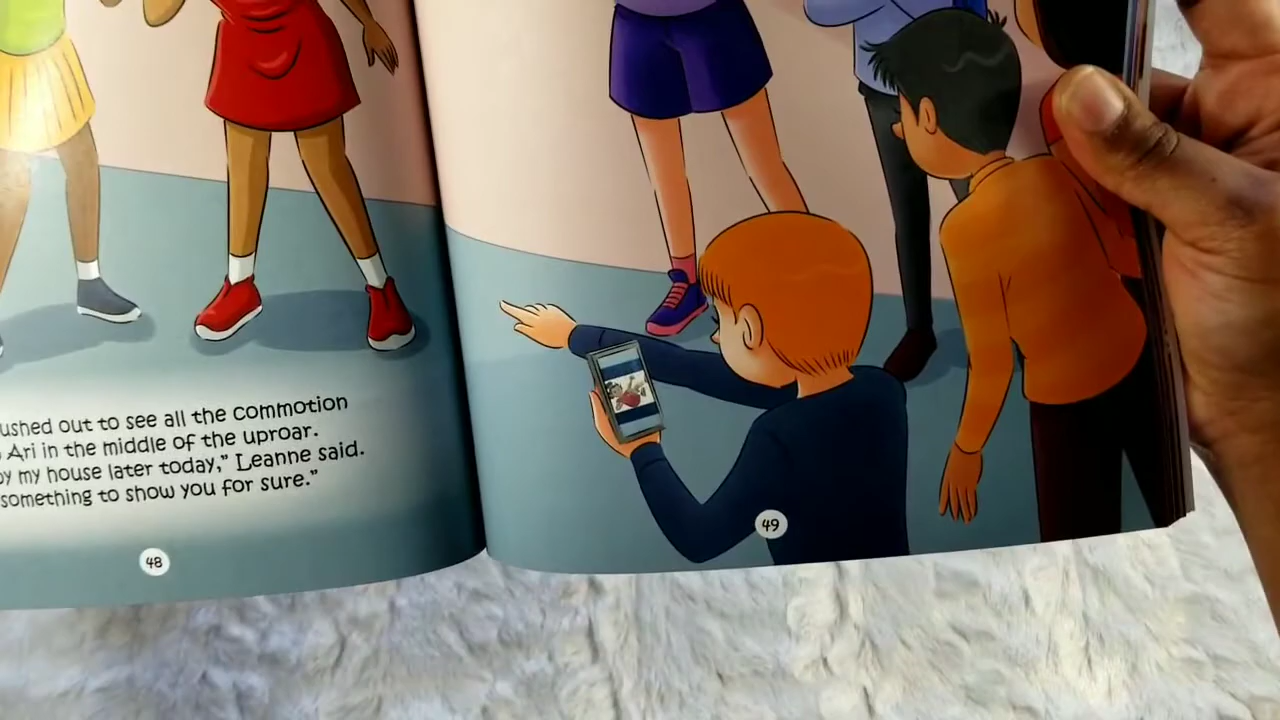 ushed out to see all the commotion
Ari in the middle of the uproar.
by my house later today,” Leanne said.
something to show you for sure.”
48
49